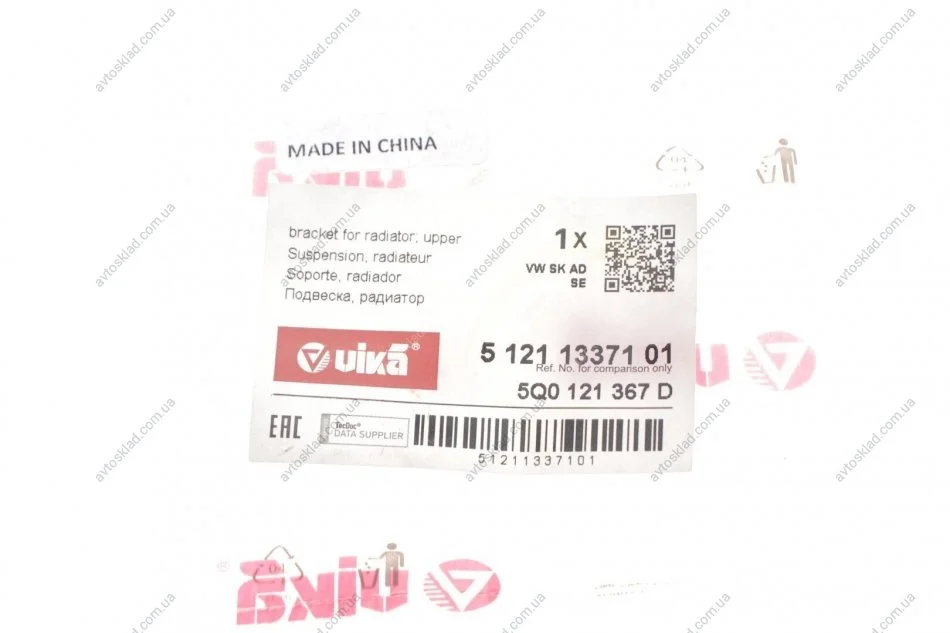 MADE IN CHINA
bracket for radiator; upper
Suspension, radiateur
Soporte, radiador
Подвеска, радиатор
1 X
VW SK AD
SE
vika®
5 121 13371 01
Ref. No. for comparison only
5Q0 121 367 D
EAC
TecDoc®
DATA SUPPLIER
51211337101
avtosklad.com.ua